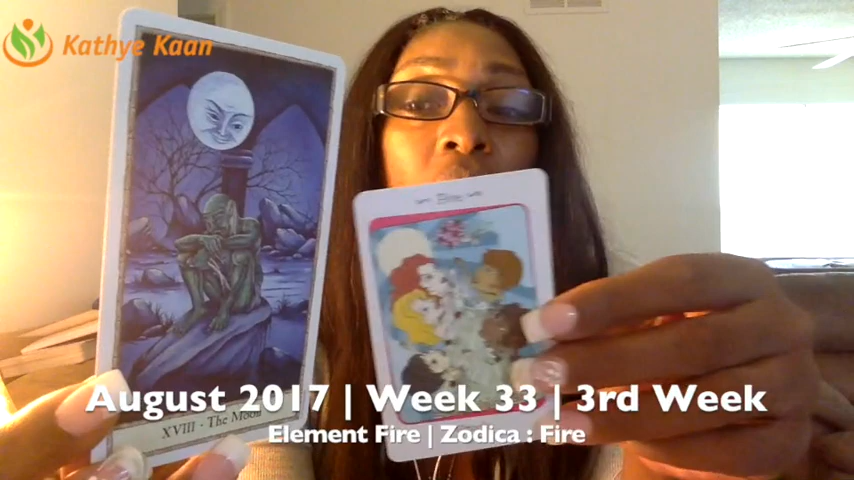 Kathye Kaan
XVIII · The Moon
August 2017 | Week 33 | 3rd Week
Element Fire | Zodica : Fire